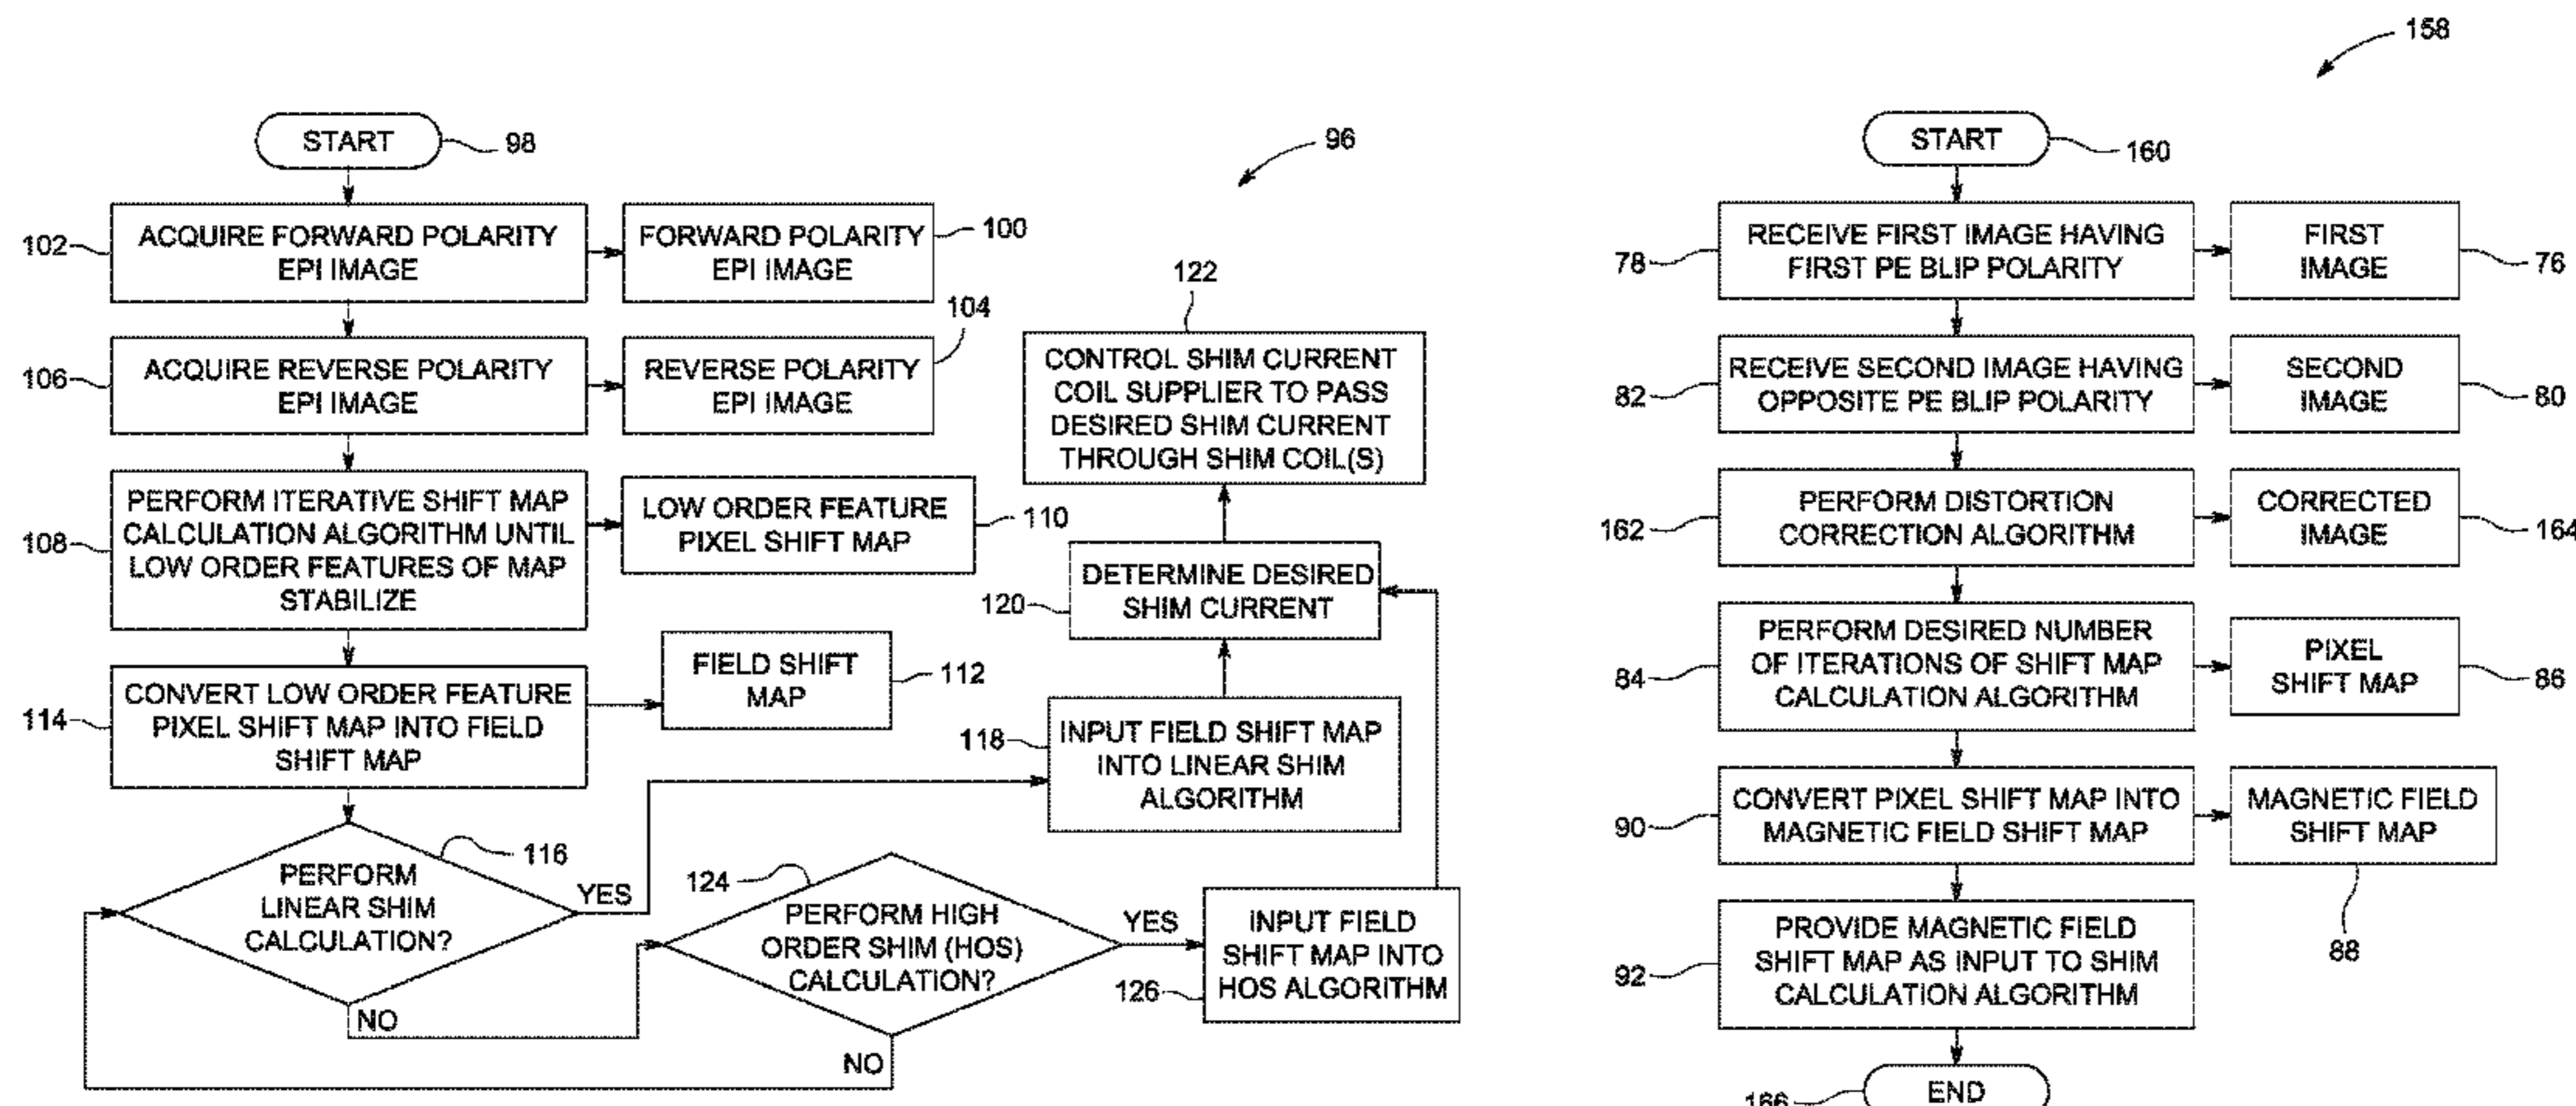 START
98
96
102
ACQUIRE FORWARD POLARITY
EPI IMAGE
FORWARD POLARITY
EPI IMAGE
100
106
ACQUIRE REVERSE POLARITY
EPI IMAGE
REVERSE POLARITY
EPI IMAGE
104
108
PERFORM ITERATIVE SHIFT MAP
CALCULATION ALGORITHM UNTIL
LOW ORDER FEATURES OF MAP
STABILIZE
LOW ORDER FEATURE
PIXEL SHIFT MAP
110
114
CONVERT LOW ORDER FEATURE
PIXEL SHIFT MAP INTO FIELD
SHIFT MAP
FIELD SHIFT
MAP
112
PERFORM
LINEAR SHIM
CALCULATION?
116
YES
NO
122
CONTROL SHIM CURRENT
COIL SUPPLIER TO PASS
DESIRED SHIM CURRENT
THROUGH SHIM COIL(S)
120
DETERMINE DESIRED
SHIM CURRENT
118
INPUT FIELD SHIFT MAP
INTO LINEAR SHIM
ALGORITHM
124
PERFORM HIGH
ORDER SHIM (HOS)
CALCULATION?
YES
NO
126
INPUT FIELD
SHIFT MAP INTO
HOS ALGORITHM
158
START
160
78
RECEIVE FIRST IMAGE HAVING
FIRST PE BLIP POLARITY
FIRST
IMAGE
76
82
RECEIVE SECOND IMAGE HAVING
OPPOSITE PE BLIP POLARITY
SECOND
IMAGE
80
162
PERFORM DISTORTION
CORRECTION ALGORITHM
CORRECTED
IMAGE
164
84
PERFORM DESIRED NUMBER
OF ITERATIONS OF SHIFT MAP
CALCULATION ALGORITHM
PIXEL
SHIFT MAP
86
90
CONVERT PIXEL SHIFT MAP INTO
MAGNETIC FIELD SHIFT MAP
MAGNETIC FIELD
SHIFT MAP
88
92
PROVIDE MAGNETIC FIELD
SHIFT MAP AS INPUT TO SHIM
CALCULATION ALGORITHM
166
END